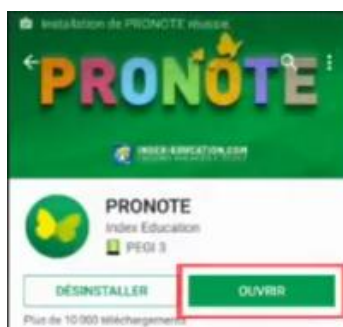 Installation de PRONOTE réussie.
PRONOTE
INDEX-EDUCATION.COM
PRONOTE
Index Education
PEGI 3
DÉSINSTALLER
OUVRIR
Plus de 10 000 téléchargements